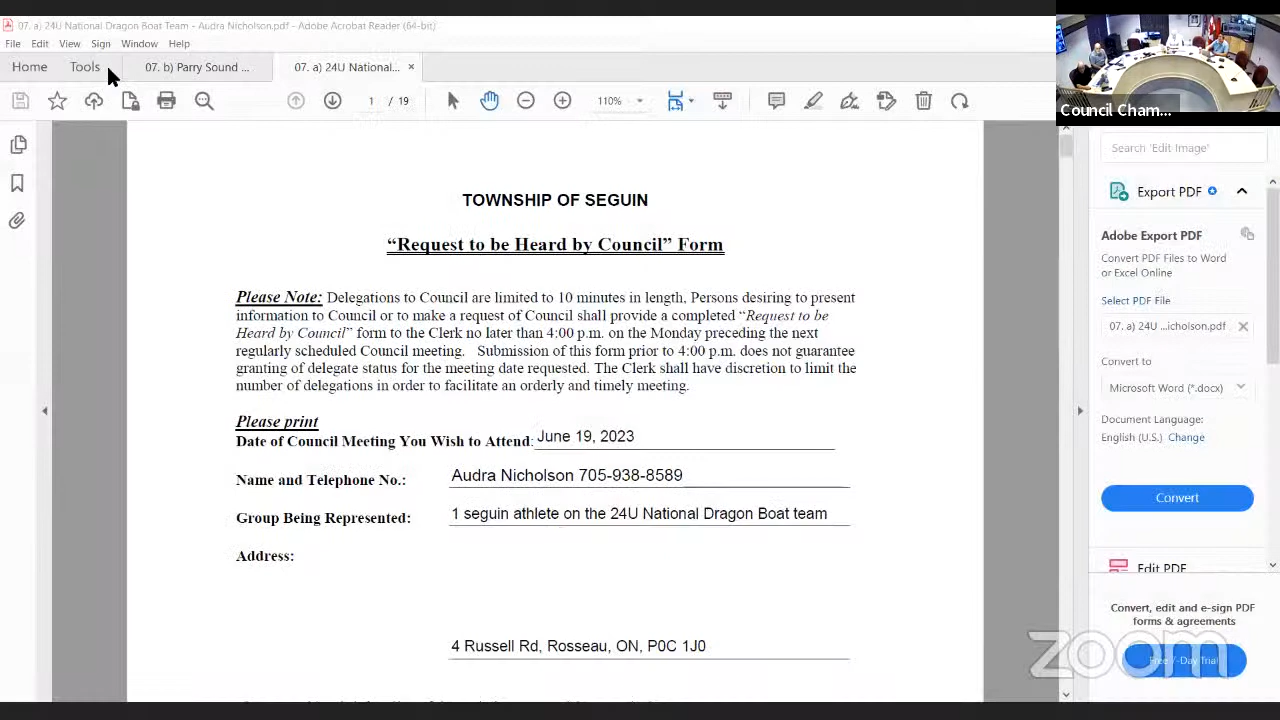 07. a) 24U National Dragon Boat Team - Audra Nicholson.pdf - Adobe Acrobat Reader (64-bit)
File Edit View Sign Window Help
Home Tools 07. b) Parry Sound ... 07. a) 24U National... ×
1 / 19 110%
Council Cham...
Search 'Edit Image'
Export PDF
Adobe Export PDF
Convert PDF Files to Word
or Excel Online
Select PDF File
07. a) 24U ...icholson.pdf
Convert to
Microsoft Word (*.docx)
Document Language:
English (U.S.) Change
Convert
Edit PDF
Convert, edit and e-sign PDF
forms & agreements
Free 7-Day Trial
zoom
TOWNSHIP OF SEGUIN
“Request to be Heard by Council” Form
Please Note: Delegations to Council are limited to 10 minutes in length, Persons desiring to present
information to Council or to make a request of Council shall provide a completed “Request to be
Heard by Council” form to the Clerk no later than 4:00 p.m. on the Monday preceding the next
regularly scheduled Council meeting. Submission of this form prior to 4:00 p.m. does not guarantee
granting of delegate status for the meeting date requested. The Clerk shall have discretion to limit the
number of delegations in order to facilitate an orderly and timely meeting.
Please print
Date of Council Meeting You Wish to Attend: June 19, 2023
Name and Telephone No.: Audra Nicholson 705-938-8589
Group Being Represented: 1 seguin athlete on the 24U National Dragon Boat team
Address:
4 Russell Rd, Rosseau, ON, P0C 1J0